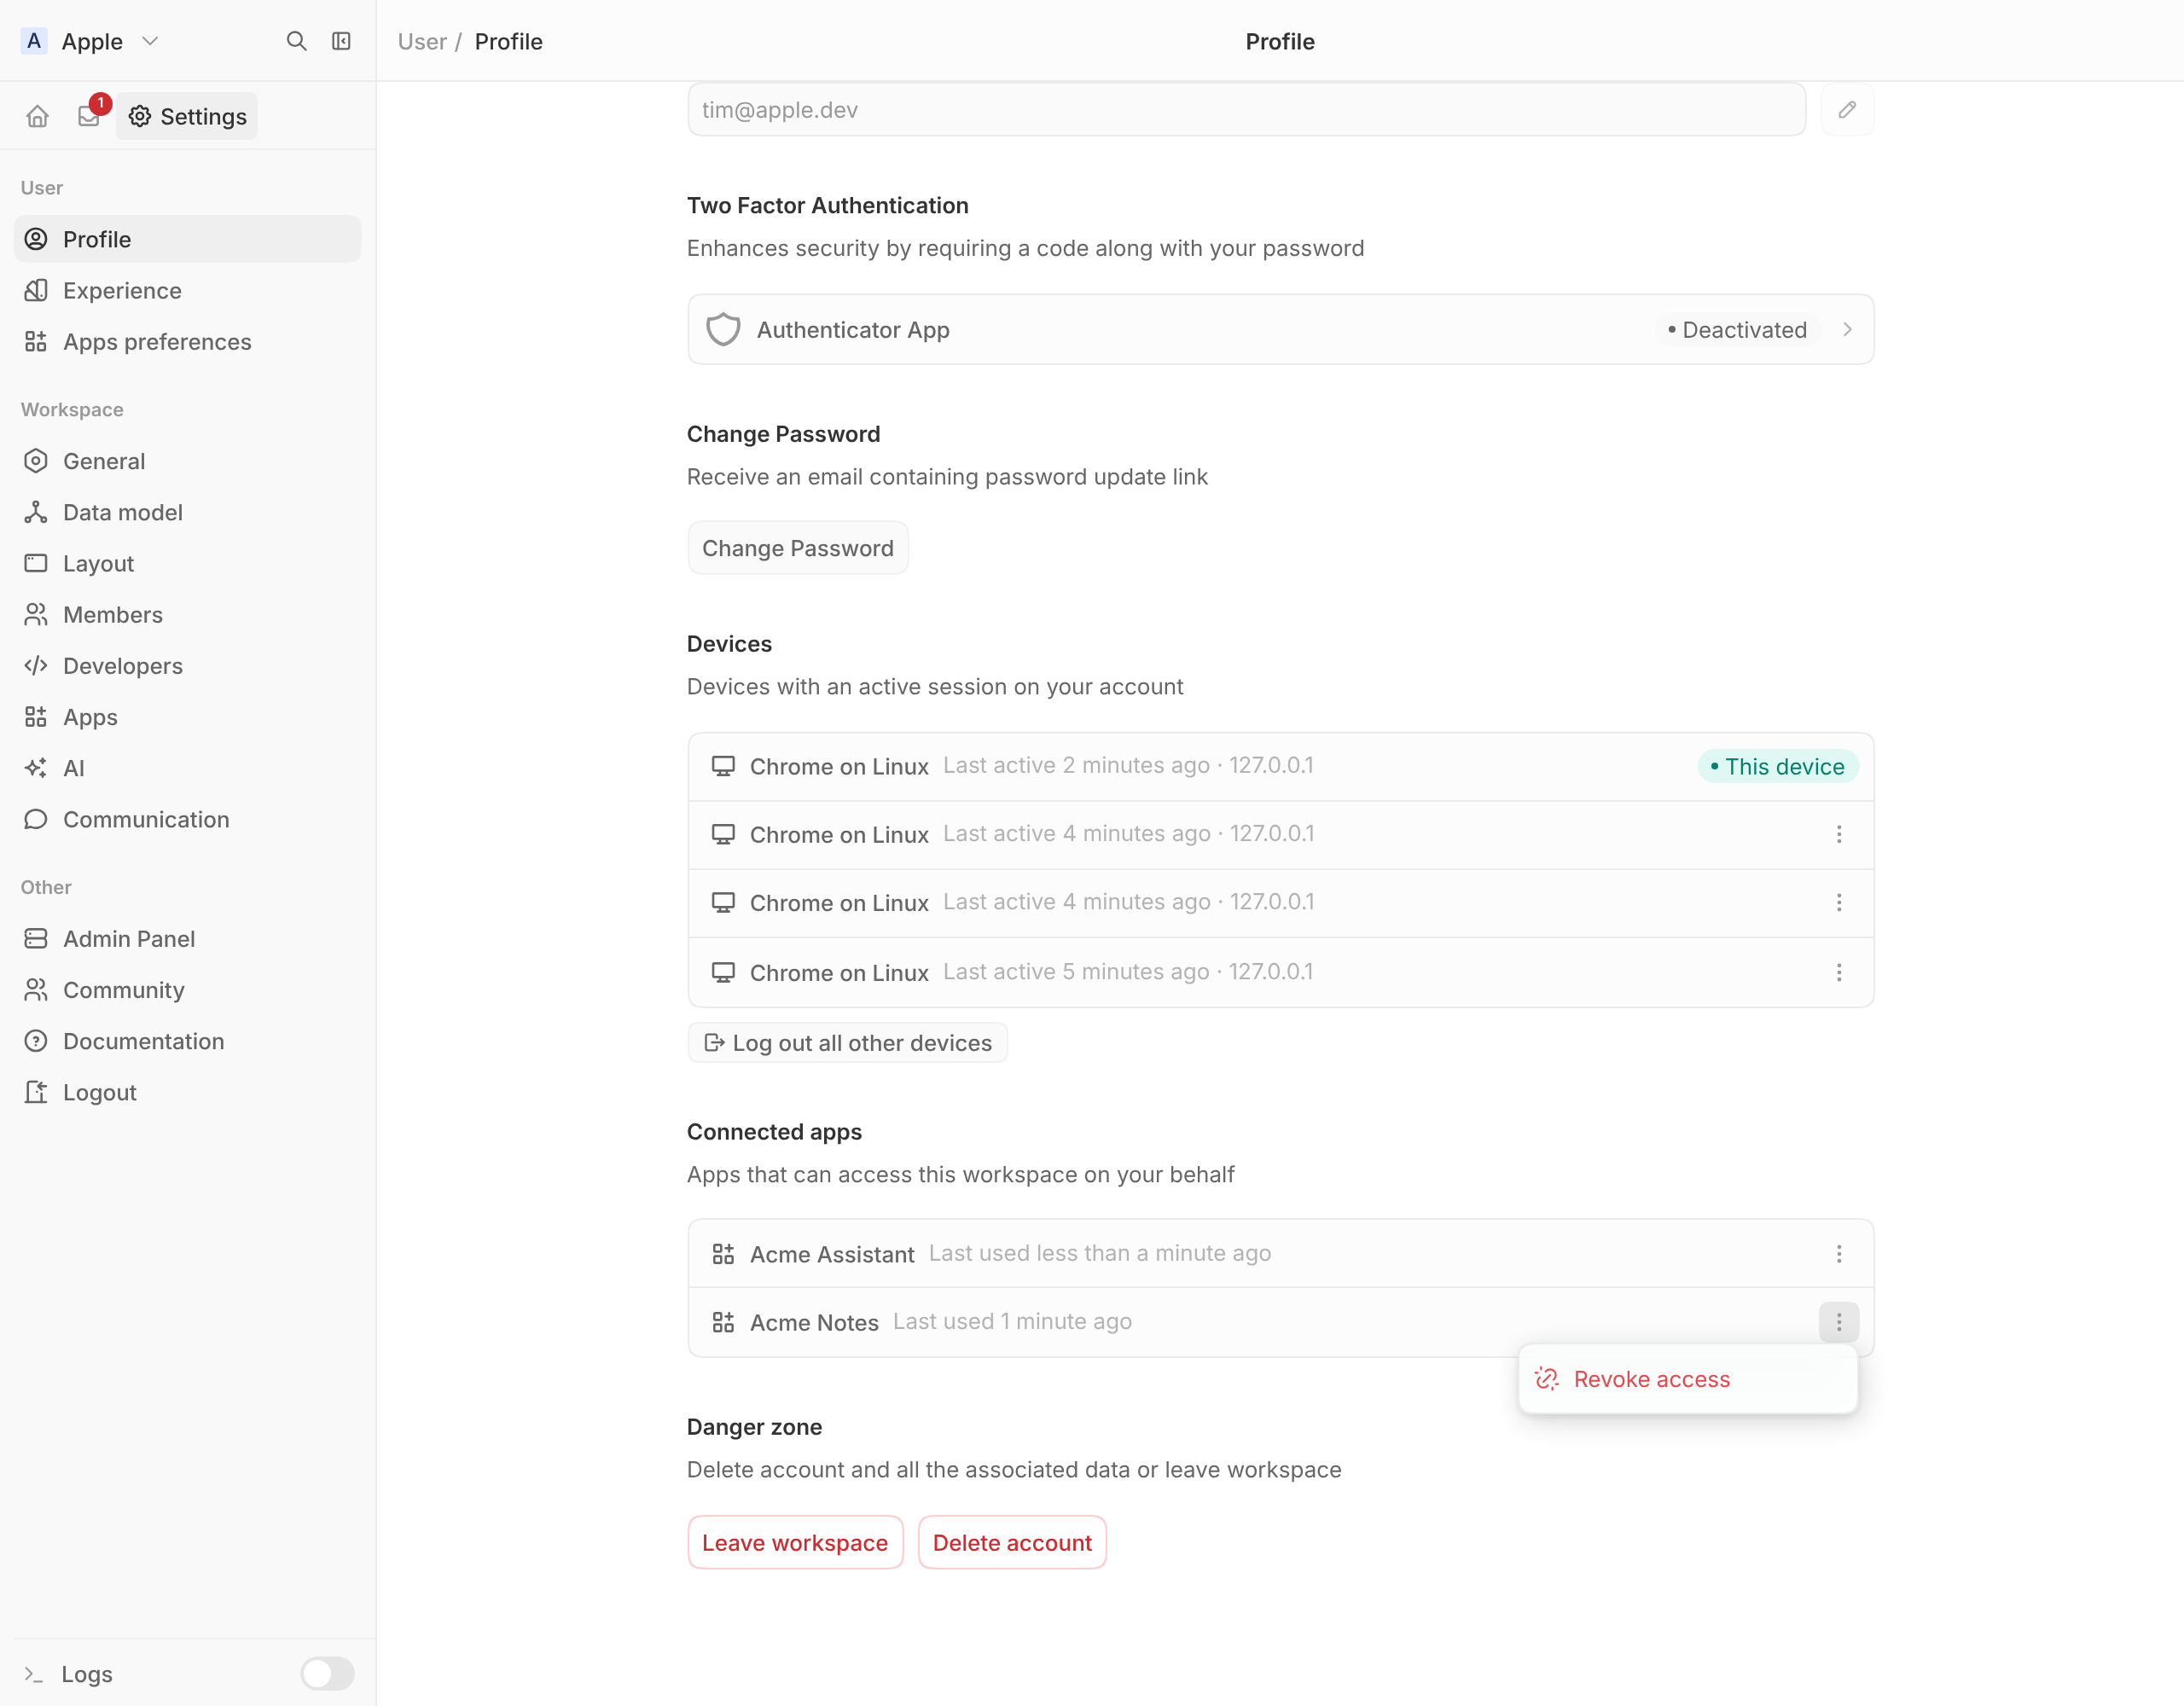 A Apple
User / Profile
Profile
1
Settings
User
Profile
Experience
Apps preferences
Workspace
General
Data model
Layout
Members
Developers
Apps
AI
Communication
Other
Admin Panel
Community
Documentation
Logout
Logs
tim@apple.dev
Two Factor Authentication
Enhances security by requiring a code along with your password
Authenticator App
Deactivated
Change Password
Receive an email containing password update link
Change Password
Devices
Devices with an active session on your account
Chrome on Linux Last active 2 minutes ago · 127.0.0.1
This device
Chrome on Linux Last active 4 minutes ago · 127.0.0.1
Chrome on Linux Last active 4 minutes ago · 127.0.0.1
Chrome on Linux Last active 5 minutes ago · 127.0.0.1
Log out all other devices
Connected apps
Apps that can access this workspace on your behalf
Acme Assistant Last used less than a minute ago
Acme Notes Last used 1 minute ago
Revoke access
Danger zone
Delete account and all the associated data or leave workspace
Leave workspace
Delete account